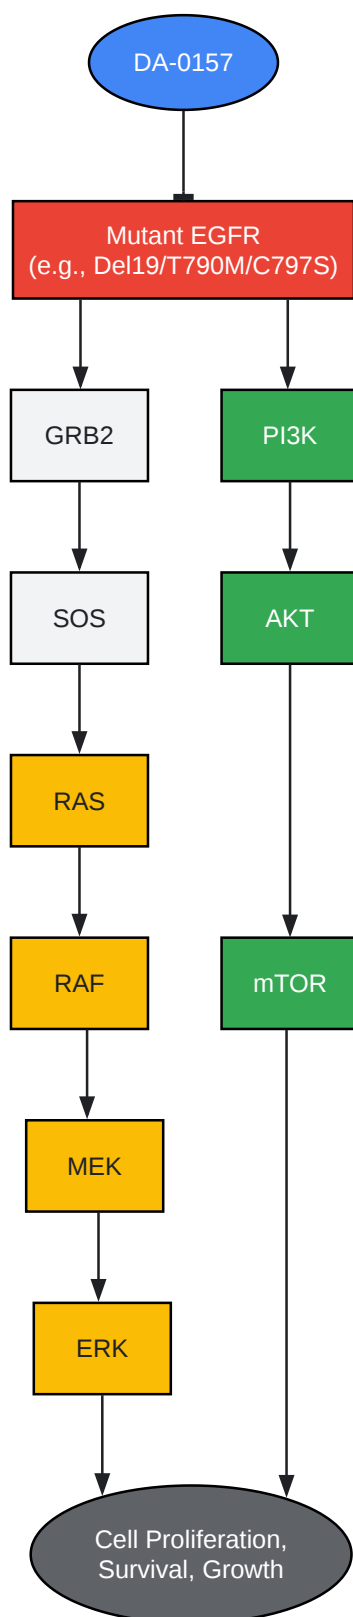 DA-0157
Mutant EGFR
(e.g., Del19/T790M/C797S)
GRB2
PI3K
SOS
AKT
RAS
RAF
mTOR
MEK
ERK
Cell Proliferation,
Survival, Growth